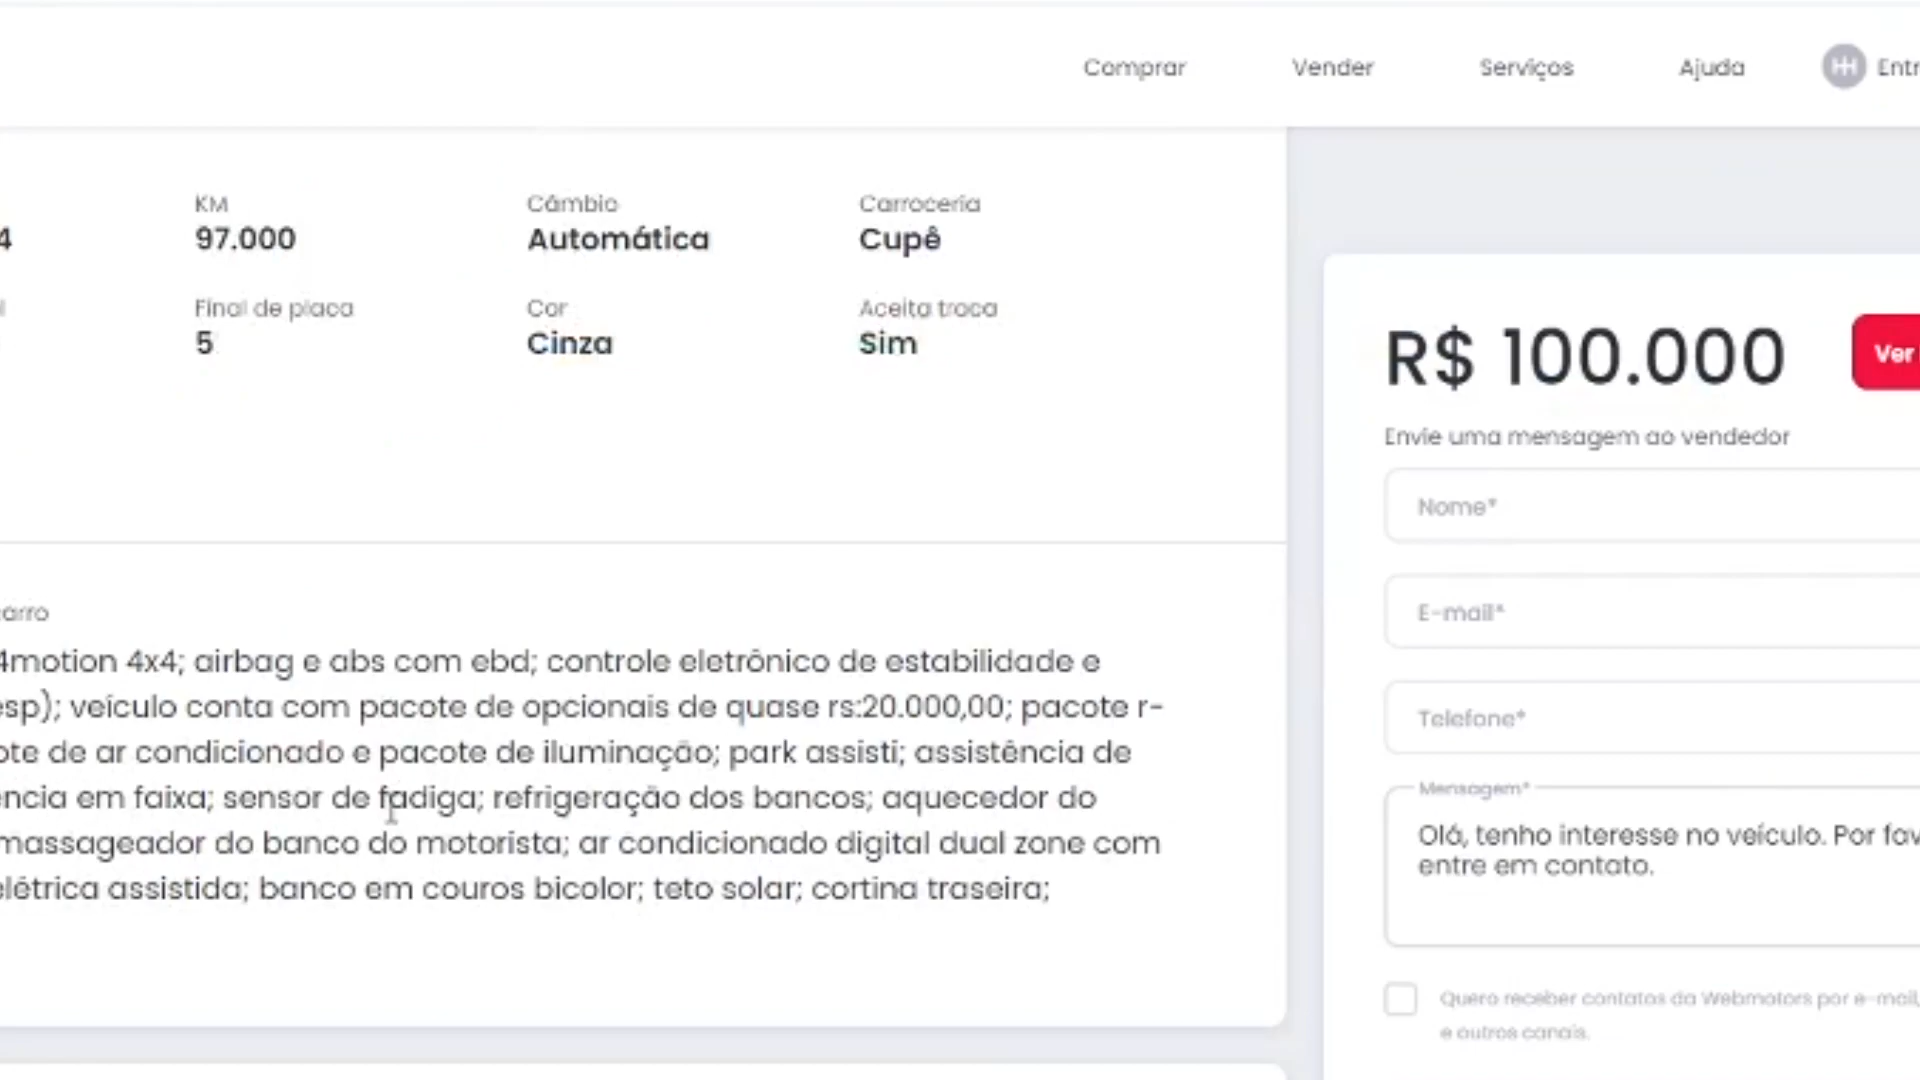 Comprar Vender Serviços Ajuda Entr
KM Câmbio Carroceria
4 97.000 Automática Cupê
Final de placa Cor Aceita troca
5 Cinza Sim
R$ 100.000 Ver
Envie uma mensagem ao vendedor
Nome*
E-mail*
Telefone*
Mensagem*
Olá, tenho interesse no veículo. Por fav
entre em contato.
Quero receber contatos da Webmotors por e-mail,
e outros canais.
carro
4motion 4x4; airbag e abs com ebd; controle eletrônico de estabilidade e
esp); veículo conta com pacote de opcionais de quase rs:20.000,00; pacote r-
ote de ar condicionado e pacote de iluminação; park assisti; assistência de
ência em faixa; sensor de fadiga; refrigeração dos bancos; aquecedor do
massageador do banco do motorista; ar condicionado digital dual zone com
elétrica assistida; banco em couros bicolor; teto solar; cortina traseira;